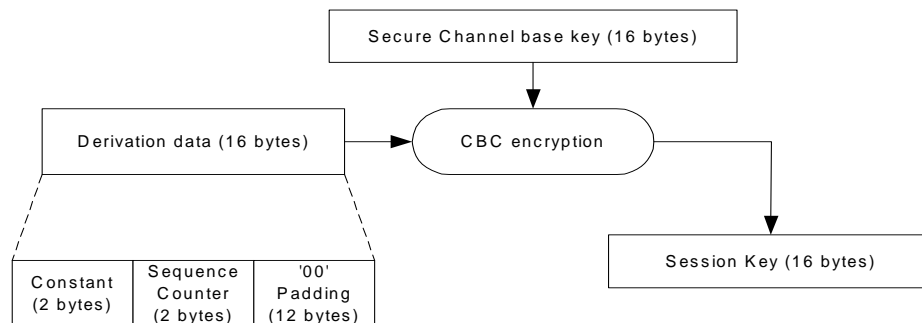 Secure Channel base key (16 bytes)
Derivation data (16 bytes)
CBC encryption
Constant
(2 bytes)
Sequence
Counter
(2 bytes)
'00'
Padding
(12 bytes)
Session Key (16 bytes)